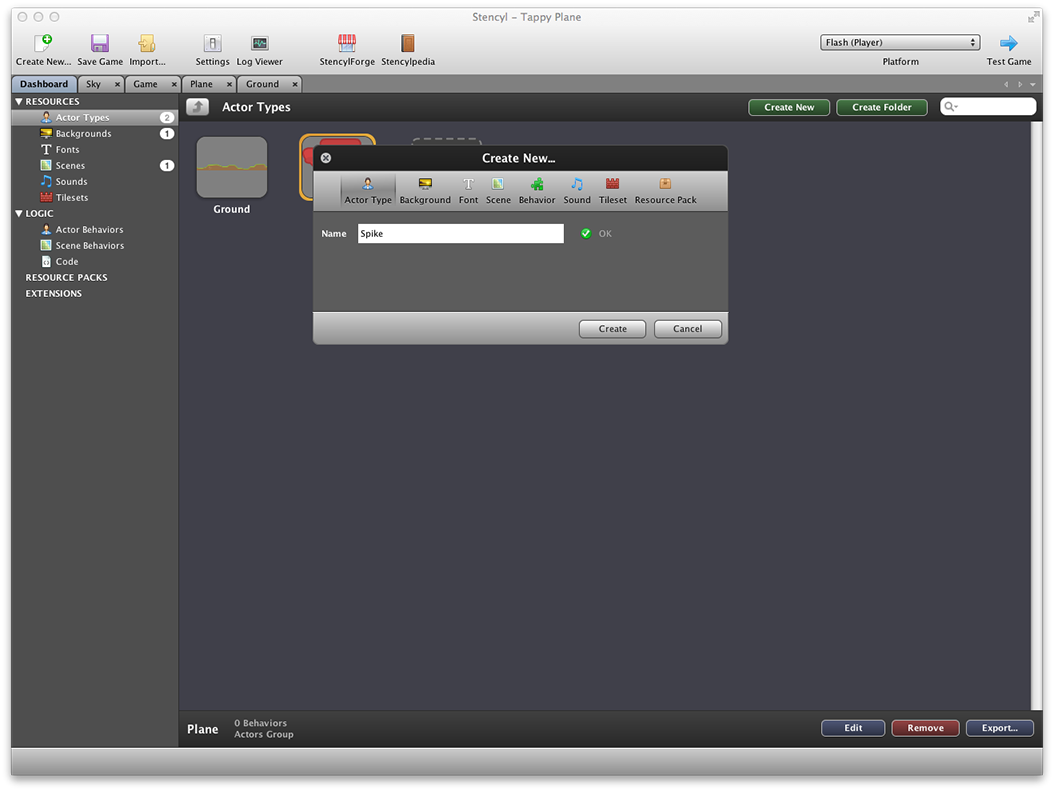 Stencyl – Tappy Plane
Create New... Save Game Import... Settings Log Viewer StencylForge Stencylpedia Flash (Player) Platform Test Game
Dashboard Sky Game Plane Ground
RESOURCES
Actor Types 2
Backgrounds 1
Fonts
Scenes 1
Sounds
Tilesets
LOGIC
Actor Behaviors
Scene Behaviors
Code
RESOURCE PACKS
EXTENSIONS
Actor Types Create New Create Folder
Ground
Create New...
Actor Type Background Font Scene Behavior Sound Tileset Resource Pack
Name Spike OK
Create Cancel
Plane
0 Behaviors
Actors Group
Edit Remove Export...